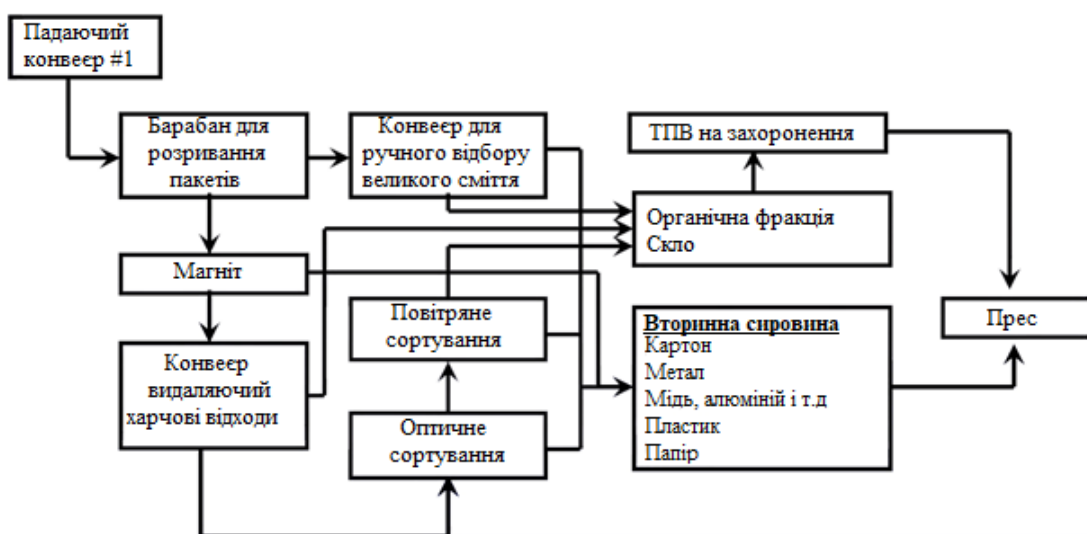 Падаючий
конвеєр #1
Барабан для
розривання
пакетів
Конвеєр для
ручного відбору
великого сміття
ТПВ на захоронення
Органічна фракція
Скло
Магніт
Повітряне
сортування
Вторинна сировина
Картон
Метал
Мідь, алюміній і т.д
Пластик
Папір
Прес
Конвеєр
видаляючий
харчові відходи
Оптичне
сортування